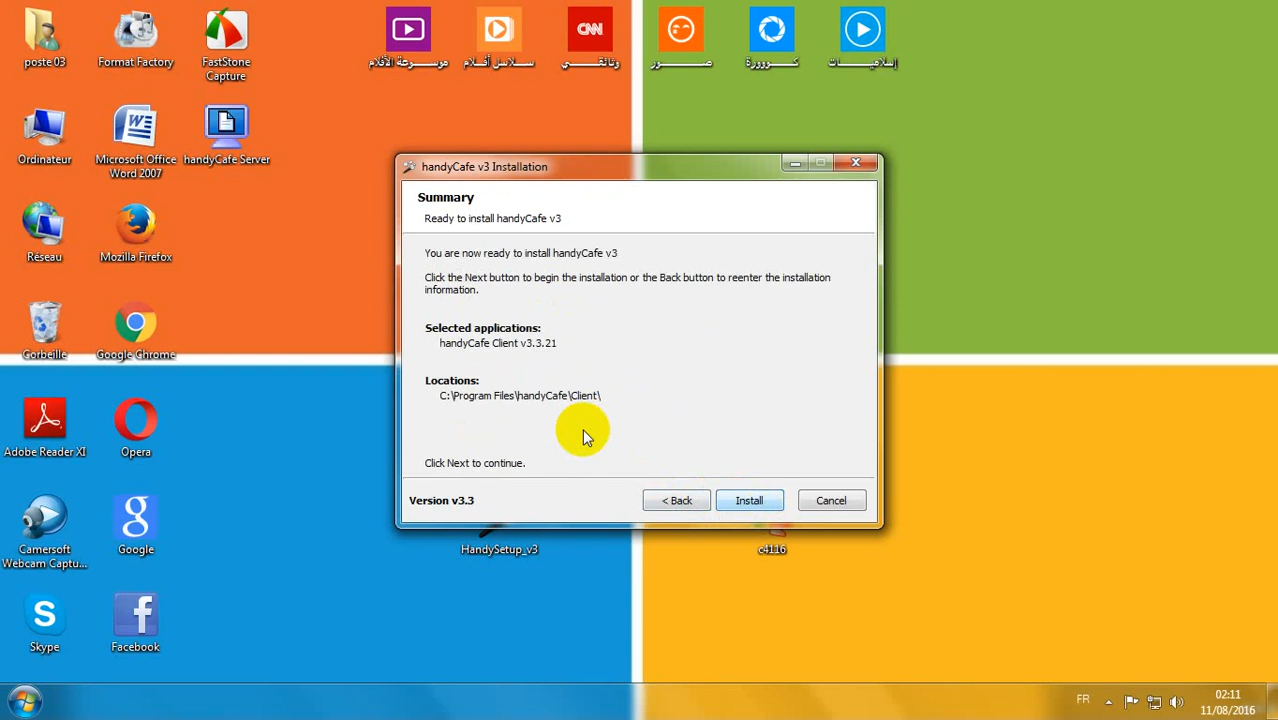 poste 03
Format Factory
FastStone
Capture
موسوعة الأفلام
سلاسل أفلام
CNN
وثائقي
صور
كووورة
إسلاميات
Ordinateur
W
Microsoft Office
Word 2007
handyCafe Server
Réseau
Mozilla Firefox
Corbeille
Google Chrome
Adobe Reader XI
Opera
Camersoft
Webcam Captu...
g
Google
S
Skype
f
Facebook
HandySetup_v3
c4116
handyCafe v3 Installation
Summary
Ready to install handyCafe v3
You are now ready to install handyCafe v3
Click the Next button to begin the installation or the Back button to reenter the installation
information.
Selected applications:
handyCafe Client v3.3.21
Locations:
C:\Program Files\handyCafe\Client\
Click Next to continue.
Version v3.3
< Back
Install
Cancel
FR
02:11
11/08/2016